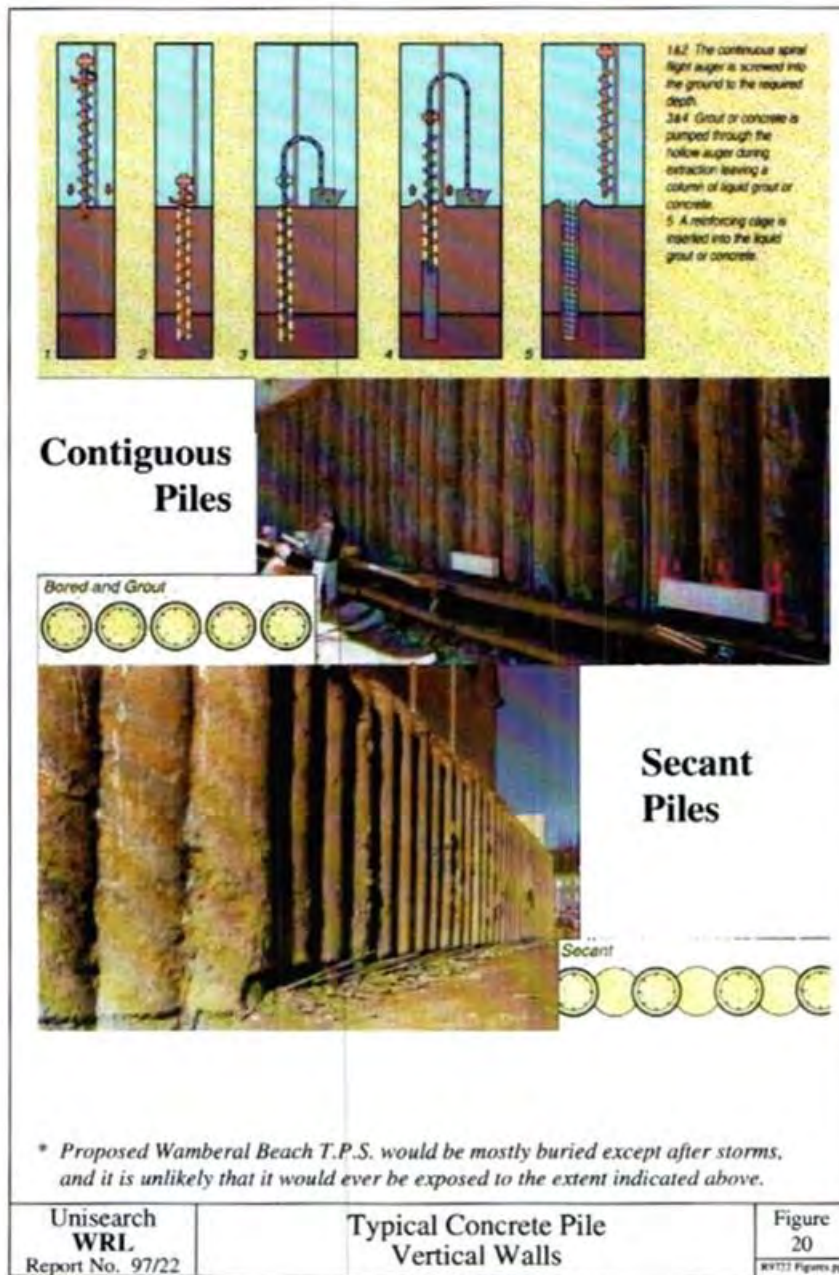 1&2 The continuous spiral
flight auger is screwed into
the ground to the required
depth.
3&4 Grout or concrete is
pumped through the
hollow auger during
extraction leaving a
column of liquid grout or
concrete.
5 A reinforcing cage is
inserted into the liquid
grout or concrete.
1 2 3 4 5
Contiguous
Piles
Bored and Grout
Secant
Piles
Secant
* Proposed Wamberal Beach T.P.S. would be mostly buried except after storms,
and it is unlikely that it would ever be exposed to the extent indicated above.
Unisearch
WRL
Report No. 97/22
Typical Concrete Pile
Vertical Walls
Figure
20